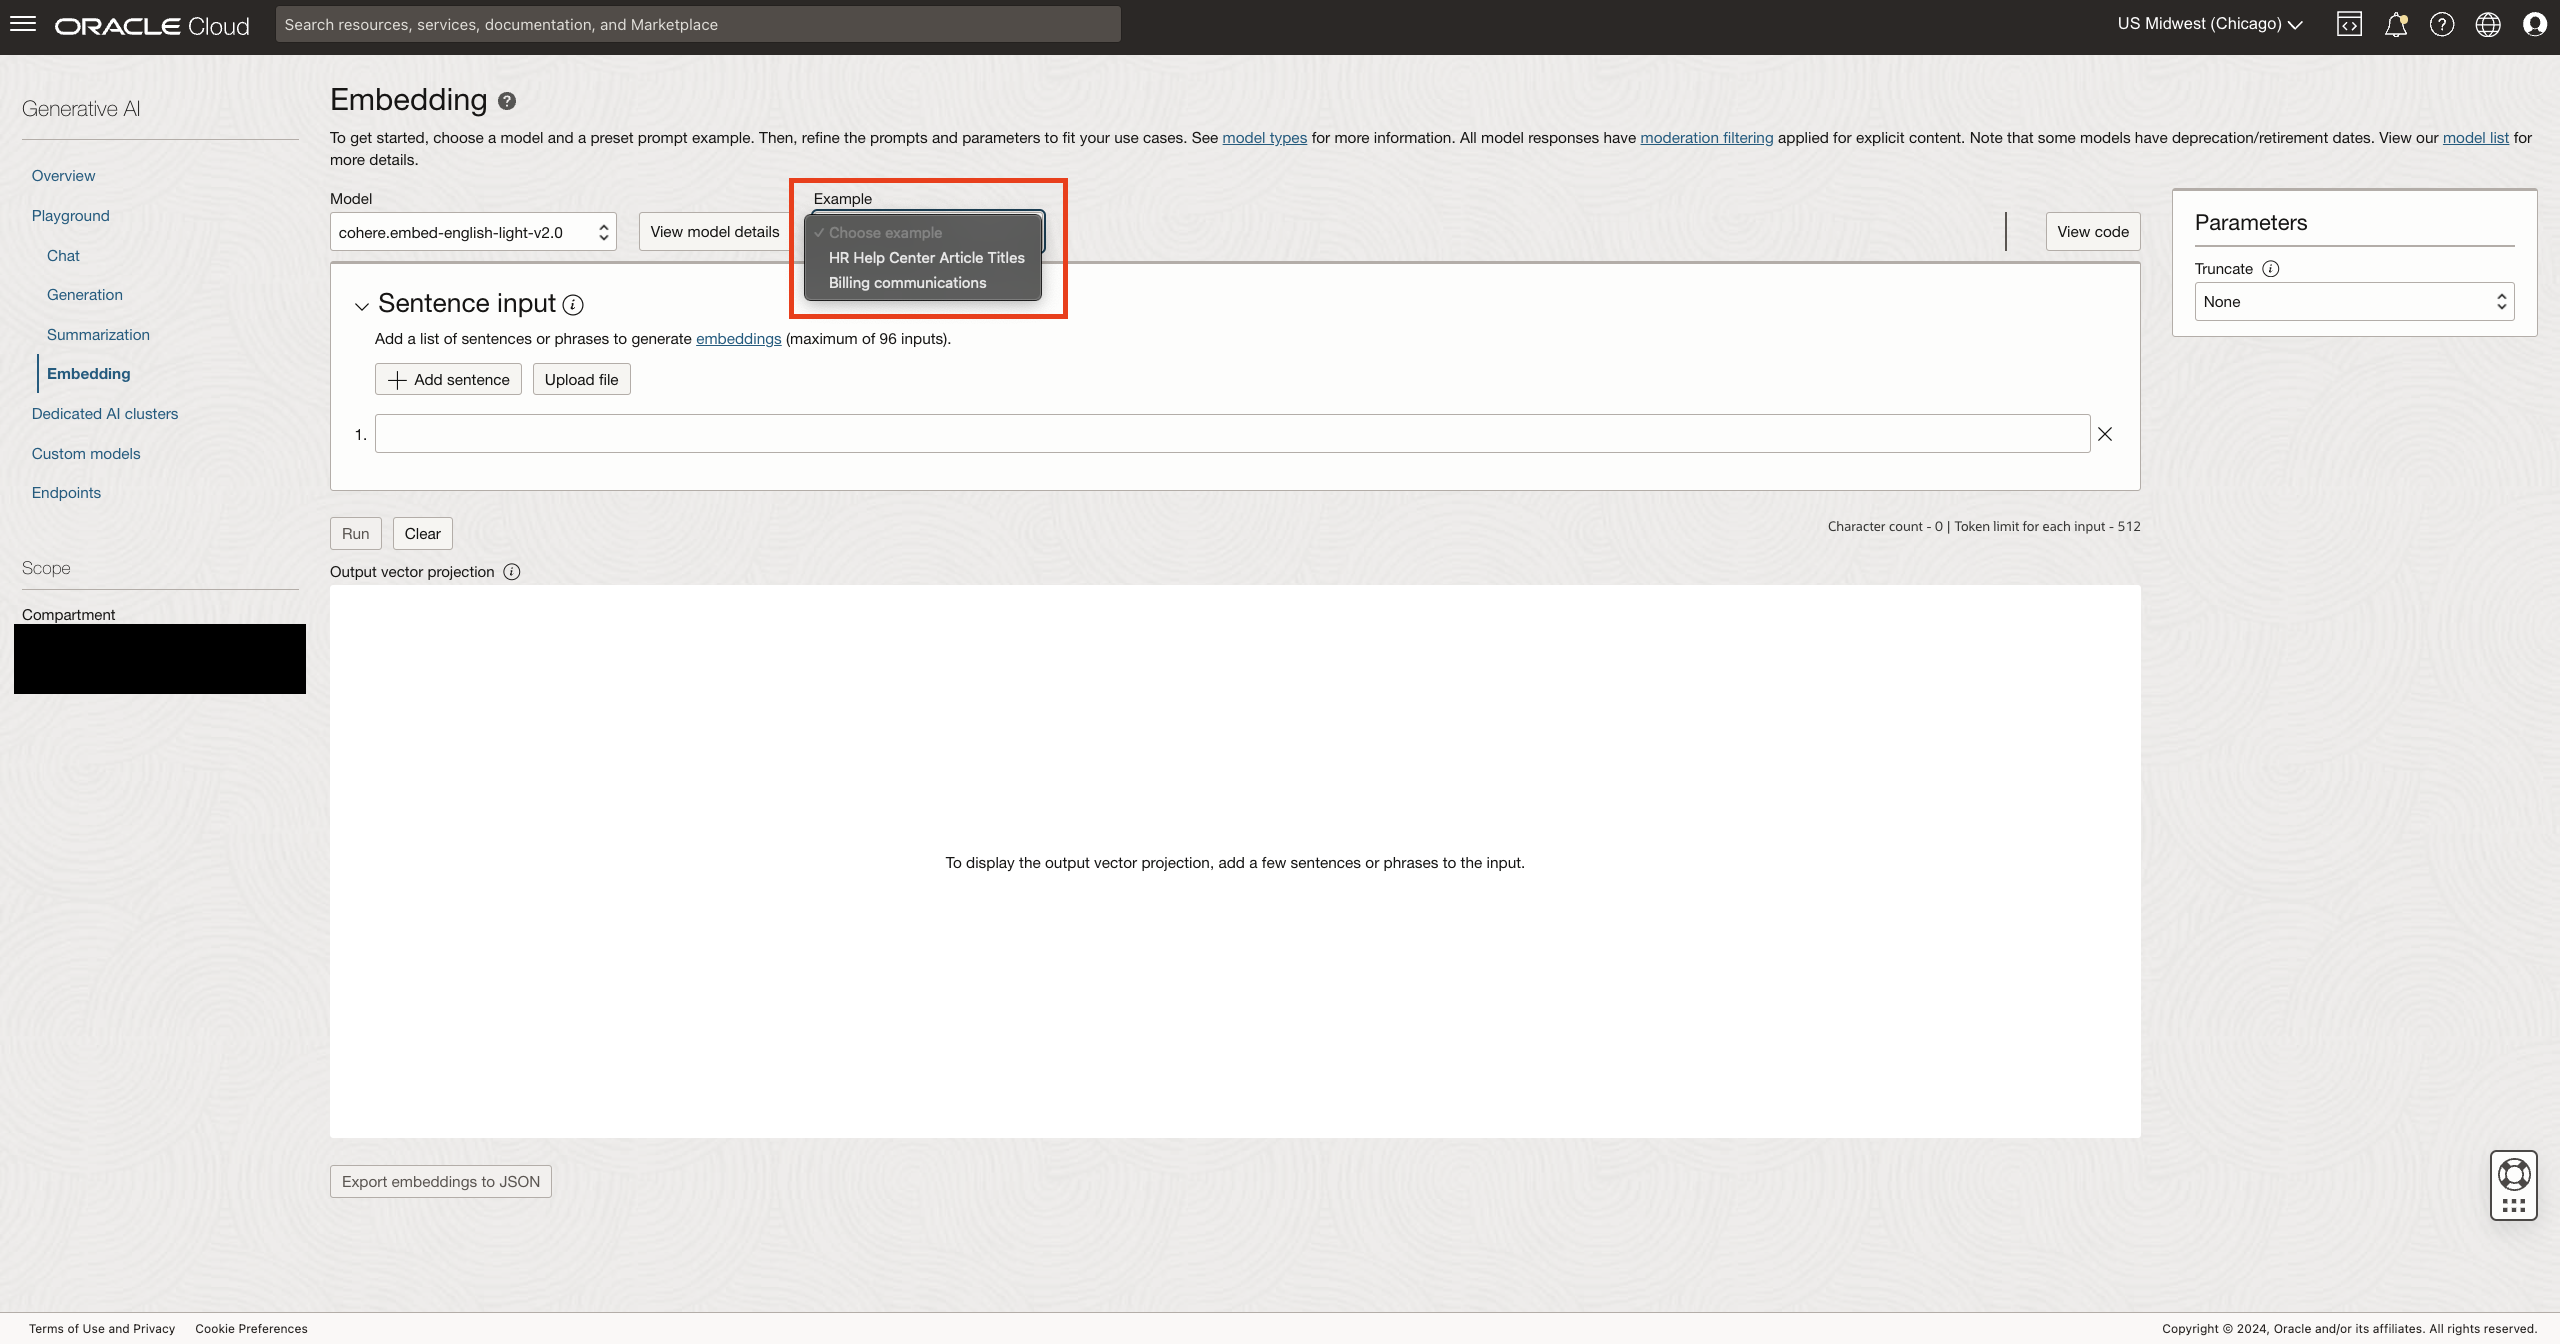 ORACLE Cloud
Search resources, services, documentation, and Marketplace
US Midwest (Chicago)
Generative AI
Overview
Playground
Chat
Generation
Summarization
Embedding
Dedicated AI clusters
Custom models
Endpoints
Scope
Compartment
Embedding
To get started, choose a model and a preset prompt example. Then, refine the prompts and parameters to fit your use cases. See model types for more information. All model responses have moderation filtering applied for explicit content. Note that some models have deprecation/retirement dates. View our model list for
more details.
Model
cohere.embed-english-light-v2.0
View model details
Example
✓ Choose example
HR Help Center Article Titles
Billing communications
View code
Sentence input
Add a list of sentences or phrases to generate embeddings (maximum of 96 inputs).
Add sentence
Upload file
1.
Run
Clear
Character count - 0 | Token limit for each input - 512
Output vector projection
To display the output vector projection, add a few sentences or phrases to the input.
Export embeddings to JSON
Parameters
Truncate
None
Terms of Use and Privacy
Cookie Preferences
Copyright © 2024, Oracle and/or its affiliates. All rights reserved.